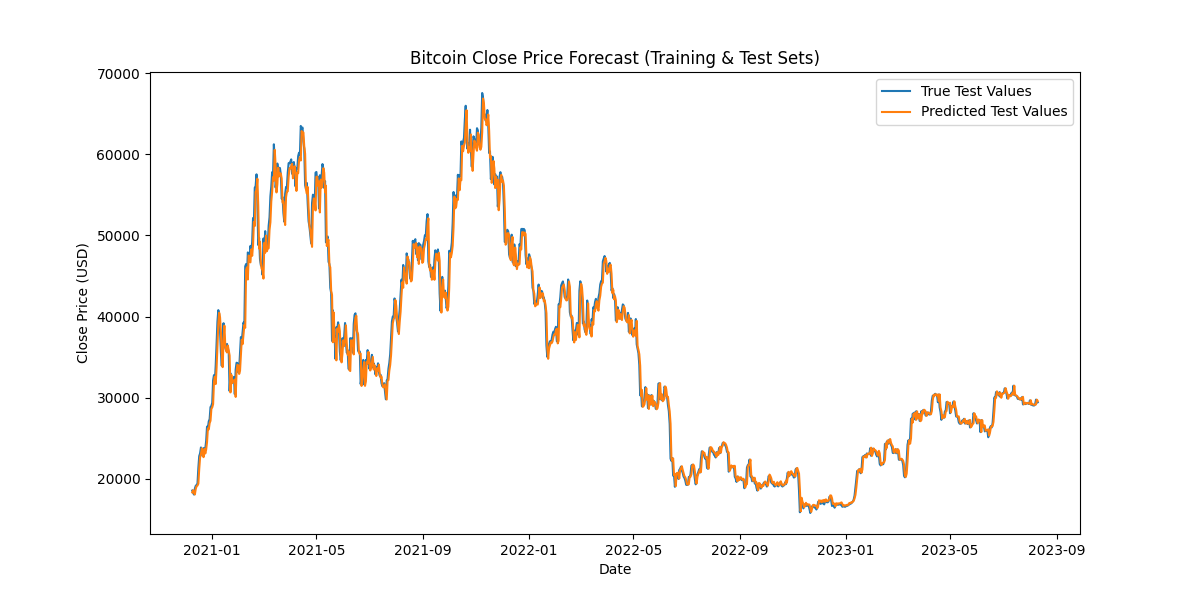 Bitcoin Close Price Forecast (Training & Test Sets)
True Test Values
Predicted Test Values
Close Price (USD)
70000
60000
50000
40000
30000
20000
2021-01 2021-05 2021-09 2022-01 2022-05 2022-09 2023-01 2023-05 2023-09
Date